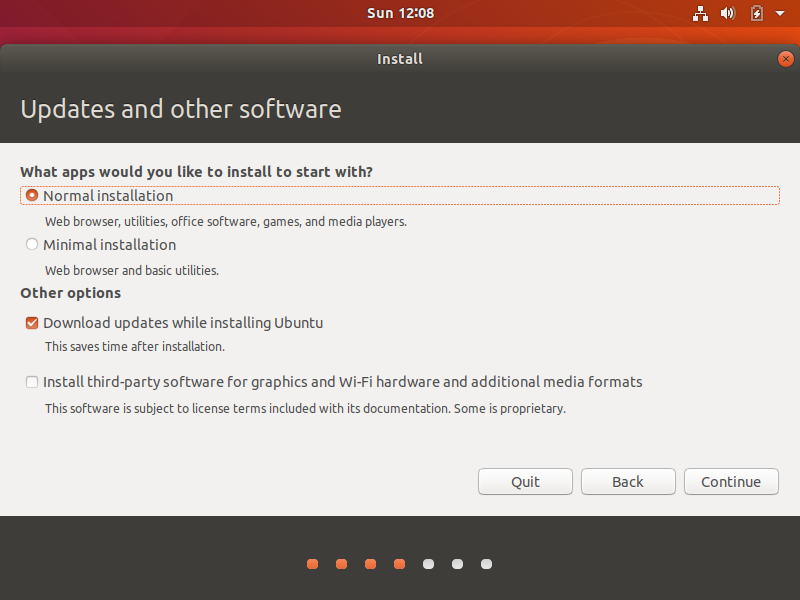 Sun 12:08
Install
Updates and other software
What apps would you like to install to start with?
Normal installation
Web browser, utilities, office software, games, and media players.
Minimal installation
Web browser and basic utilities.
Other options
Download updates while installing Ubuntu
This saves time after installation.
Install third-party software for graphics and Wi-Fi hardware and additional media formats
This software is subject to license terms included with its documentation. Some is proprietary.
Quit Back Continue